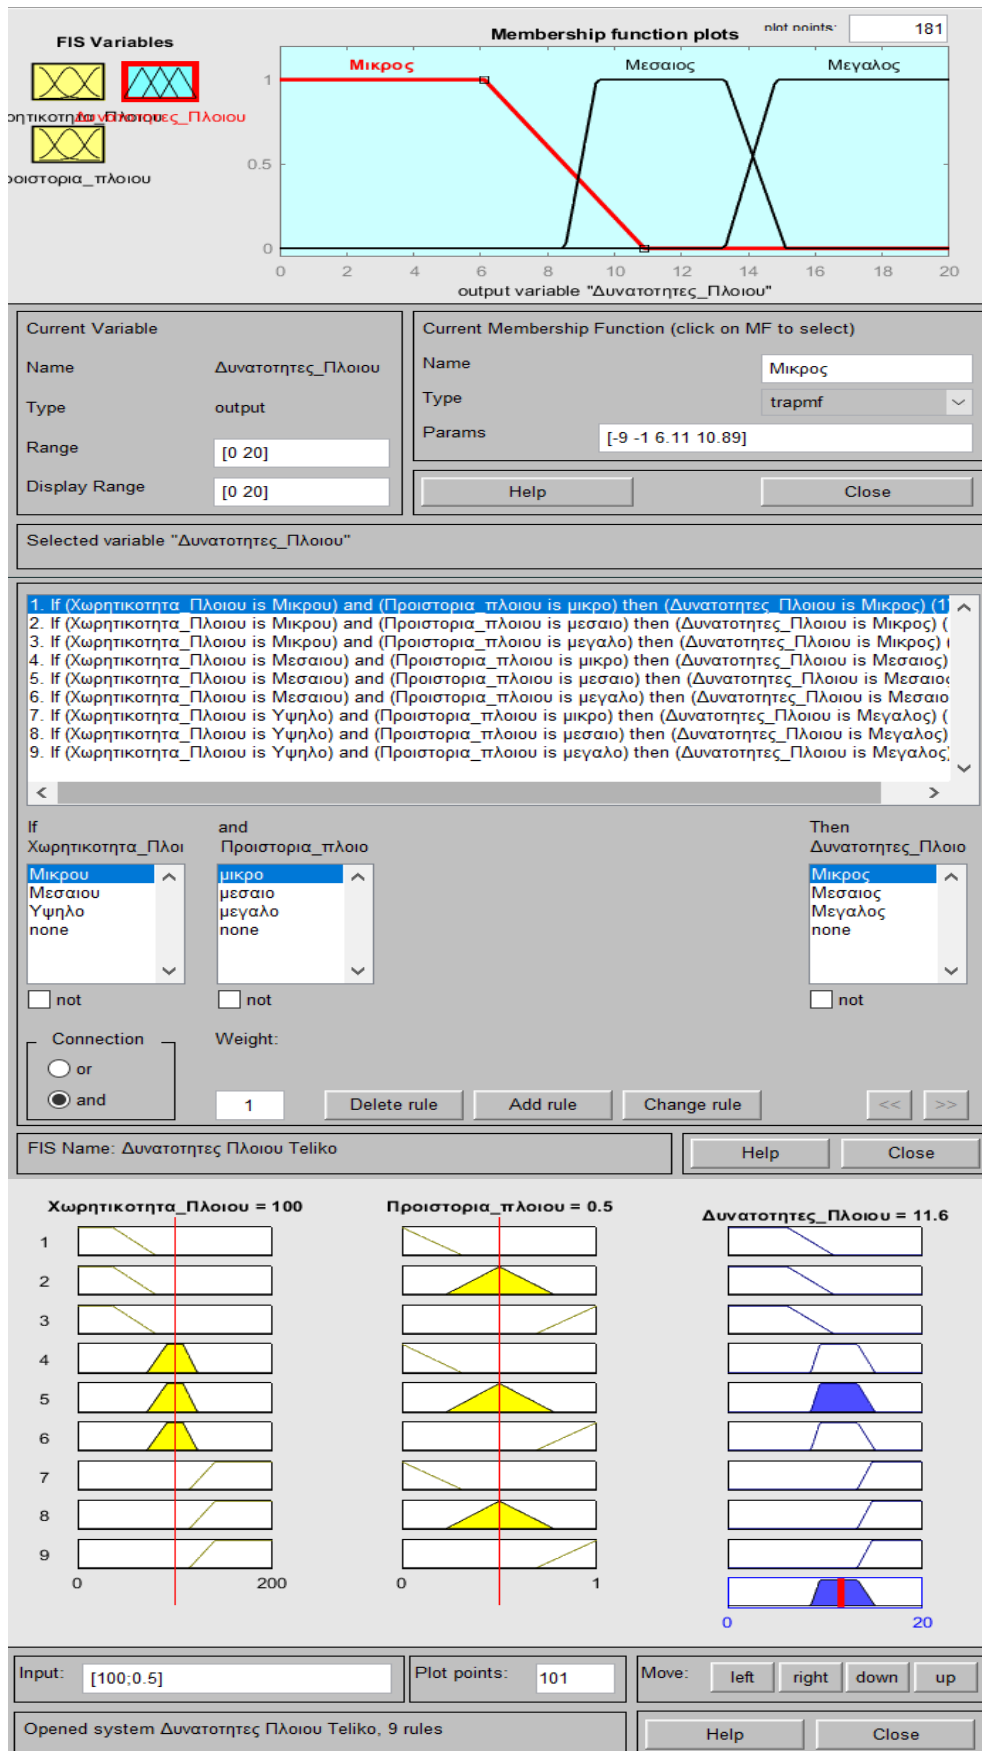 FIS Variables
Membership function plots
plot points:
181
ορητικοτητα_Πλοιου
Δυνατοτητες_Πλοιου
ροιστορια_πλοιου
Μικρος
Μεσαιος
Μεγαλος
1
0.5
0
0 2 4 6 8 10 12 14 16 18 20
output variable "Δυνατοτητες_Πλοιου"
Current Variable
Name Δυνατοτητες_Πλοιου
Type output
Range [0 20]
Display Range [0 20]
Current Membership Function (click on MF to select)
Name Μικρος
Type trapmf
Params [-9 -1 6.11 10.89]
Help Close
Selected variable "Δυνατοτητες_Πλοιου"
1. If (Χωρητικοτητα_Πλοιου is Μικρου) and (Προιστορια_πλοιου is μικρο) then (Δυνατοτητες_Πλοιου is Μικρος) (1)
2. If (Χωρητικοτητα_Πλοιου is Μικρου) and (Προιστορια_πλοιου is μεσαιο) then (Δυνατοτητες_Πλοιου is Μικρος) (
3. If (Χωρητικοτητα_Πλοιου is Μικρου) and (Προιστορια_πλοιου is μεγαλο) then (Δυνατοτητες_Πλοιου is Μικρος) (
4. If (Χωρητικοτητα_Πλοιου is Μεσαιου) and (Προιστορια_πλοιου is μικρο) then (Δυνατοτητες_Πλοιου is Μεσαιος)
5. If (Χωρητικοτητα_Πλοιου is Μεσαιου) and (Προιστορια_πλοιου is μεσαιο) then (Δυνατοτητες_Πλοιου is Μεσαιος
6. If (Χωρητικοτητα_Πλοιου is Μεσαιου) and (Προιστορια_πλοιου is μεγαλο) then (Δυνατοτητες_Πλοιου is Μεσαιο
7. If (Χωρητικοτητα_Πλοιου is Υψηλο) and (Προιστορια_πλοιου is μικρο) then (Δυνατοτητες_Πλοιου is Μεγαλος) (
8. If (Χωρητικοτητα_Πλοιου is Υψηλο) and (Προιστορια_πλοιου is μεσαιο) then (Δυνατοτητες_Πλοιου is Μεγαλος)
9. If (Χωρητικοτητα_Πλοιου is Υψηλο) and (Προιστορια_πλοιου is μεγαλο) then (Δυνατοτητες_Πλοιου is Μεγαλος)
If and Then
Χωρητικοτητα_Πλοι Προιστορια_πλοιο Δυνατοτητες_Πλοιο
Μικρου μικρο Μικρος
Μεσαιου μεσαιο Μεσαιος
Υψηλο μεγαλο Μεγαλος
none none none
not not not
Connection Weight:
or
and 1 Delete rule Add rule Change rule << >>
FIS Name: Δυνατοτητες Πλοιου Teliko Help Close
Χωρητικοτητα_Πλοιου = 100 Προιστορια_πλοιου = 0.5 Δυνατοτητες_Πλοιου = 11.6
1
2
3
4
5
6
7
8
9
0 200 0 1
0 20
Input: [100;0.5] Plot points: 101 Move: left right down up
Opened system Δυνατοτητες Πλοιου Teliko, 9 rules Help Close